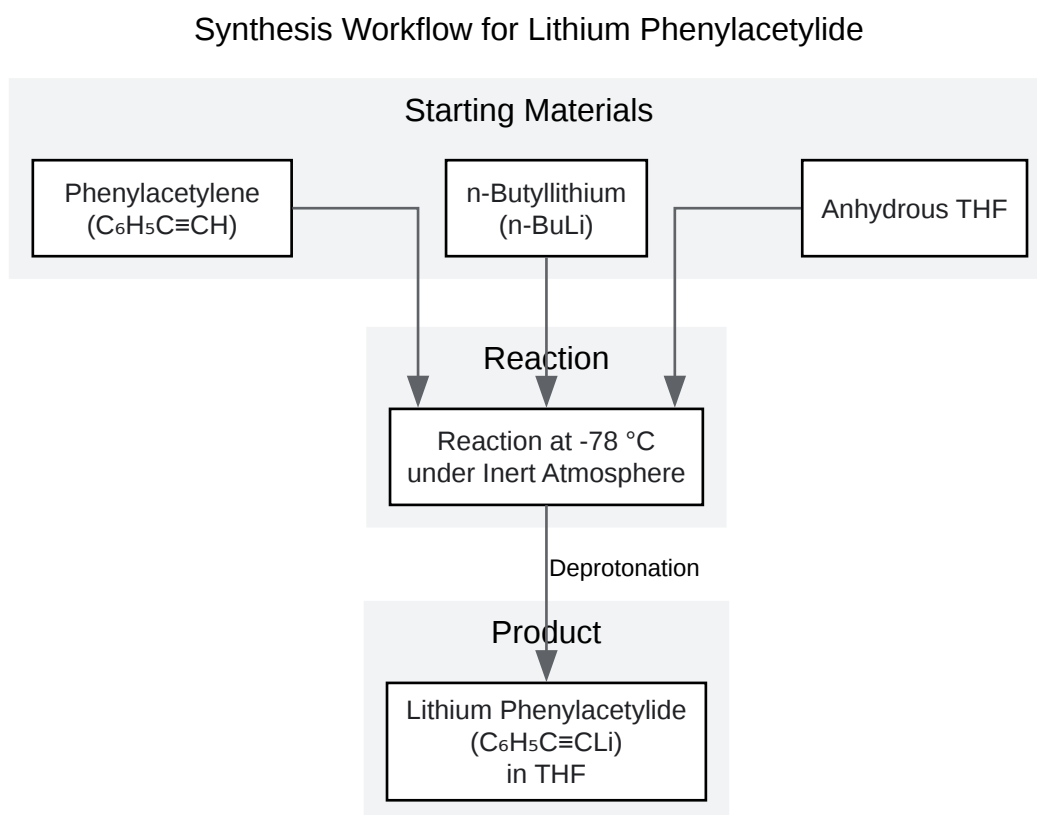 Synthesis Workflow for Lithium Phenylacetylide
Starting Materials
Phenylacetylene
(C₆H₅C≡CH)
n-Butyllithium
(n-BuLi)
Anhydrous THF
Reaction
Reaction at -78 °C
under Inert Atmosphere
Deprotonation
Product
Lithium Phenylacetylide
(C₆H₅C≡CLi)
in THF